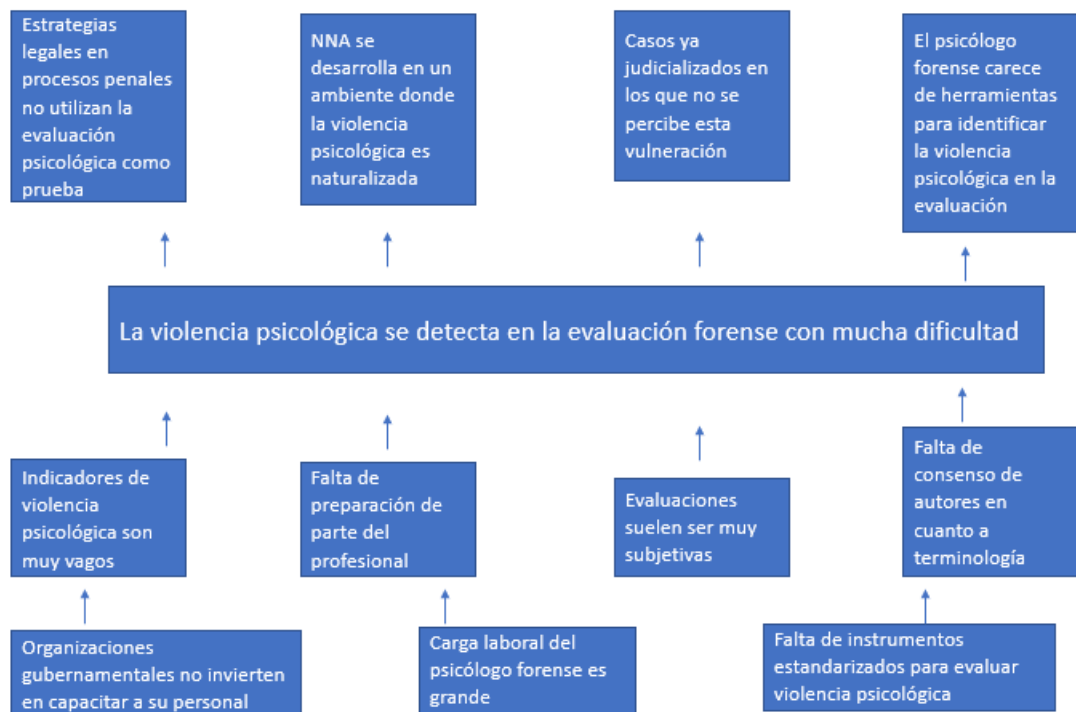 Estrategias
legales en
procesos penales
no utilizan la
evaluación
psicológica como
prueba
NNA se
desarrolla en un
ambiente donde
la violencia
psicológica es
naturalizada
Casos ya
judicializados en
los que no se
percibe esta
vulneración
El psicólogo
forense carece
de herramientas
para identificar
la violencia
psicológica en la
evaluación
La violencia psicológica se detecta en la evaluación forense con mucha dificultad
Indicadores de
violencia
psicológica son
muy vagos
Falta de
preparación de
parte del
profesional
Evaluaciones
suelen ser muy
subjetivas
Falta de
consenso de
autores en
cuanto a
terminología
Organizaciones
gubernamentales no invierten
en capacitar a su personal
Carga laboral del
psicólogo forense es
grande
Falta de instrumentos
estandarizados para evaluar
violencia psicológica